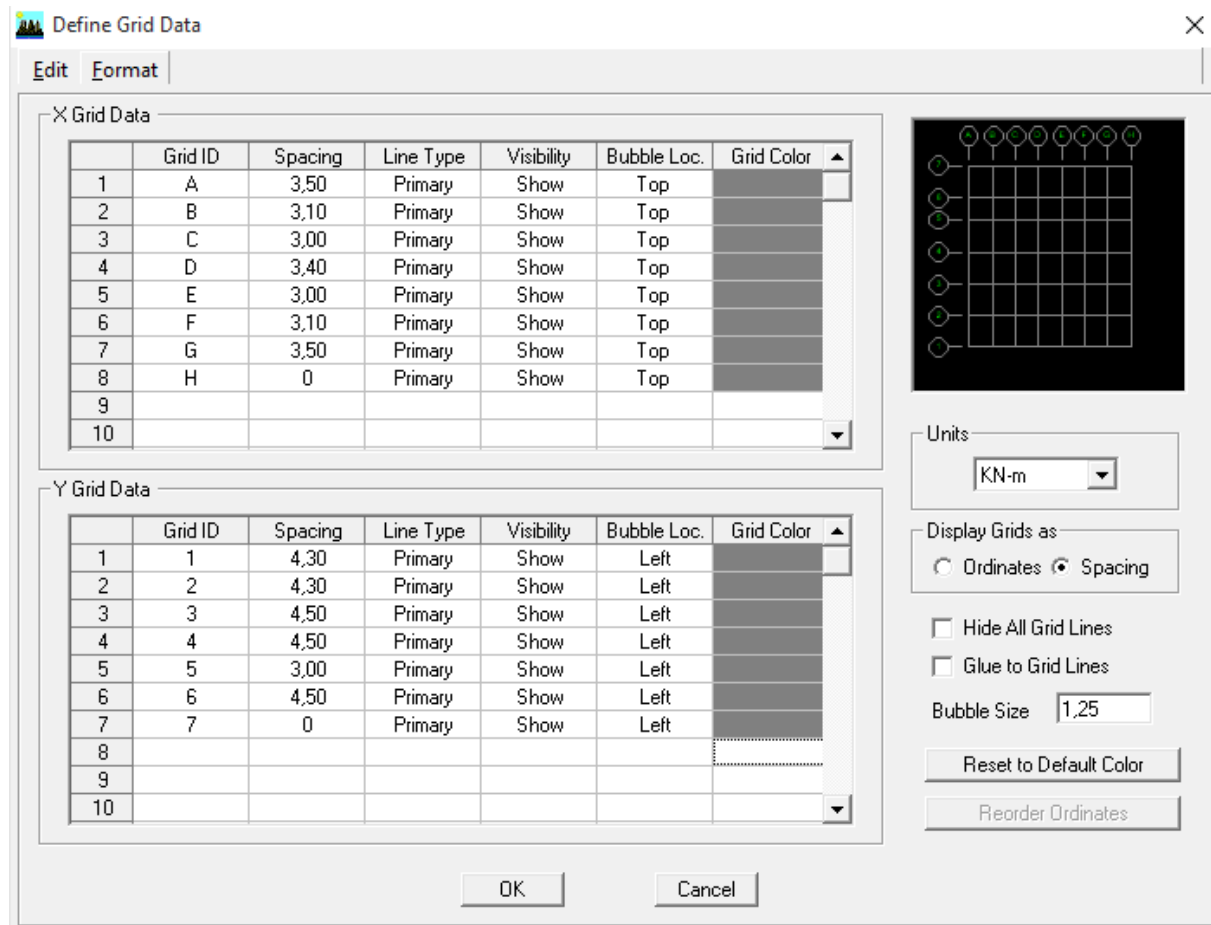 Define Grid Data
Edit Format
X Grid Data
Grid ID Spacing Line Type Visibility Bubble Loc. Grid Color
1 A 3,50 Primary Show Top
2 B 3,10 Primary Show Top
3 C 3,00 Primary Show Top
4 D 3,40 Primary Show Top
5 E 3,00 Primary Show Top
6 F 3,10 Primary Show Top
7 G 3,50 Primary Show Top
8 H 0 Primary Show Top
9
10
Y Grid Data
Grid ID Spacing Line Type Visibility Bubble Loc. Grid Color
1 1 4,30 Primary Show Left
2 2 4,30 Primary Show Left
3 3 4,50 Primary Show Left
4 4 4,50 Primary Show Left
5 5 3,00 Primary Show Left
6 6 4,50 Primary Show Left
7 7 0 Primary Show Left
8
9
10
A B C D E F G H
7
6
5
4
3
2
1
Units
KN-m
Display Grids as
Ordinates Spacing
Hide All Grid Lines
Glue to Grid Lines
Bubble Size 1,25
Reset to Default Color
Reorder Ordinates
OK Cancel